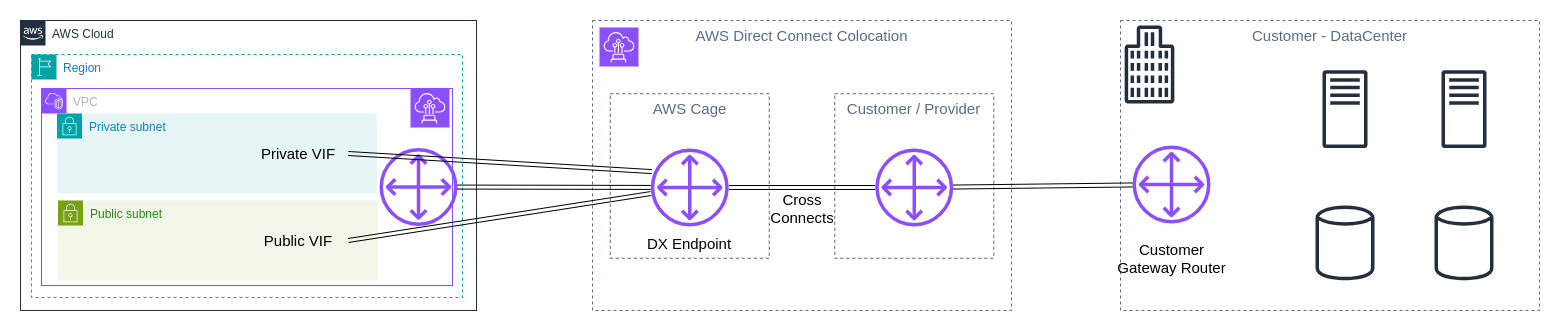 aws
AWS Cloud
Region
VPC
Private subnet
Private VIF
Public subnet
Public VIF
AWS Direct Connect Colocation
AWS Cage
DX Endpoint
Cross
Connects
Customer / Provider
Customer - DataCenter
Customer
Gateway Router